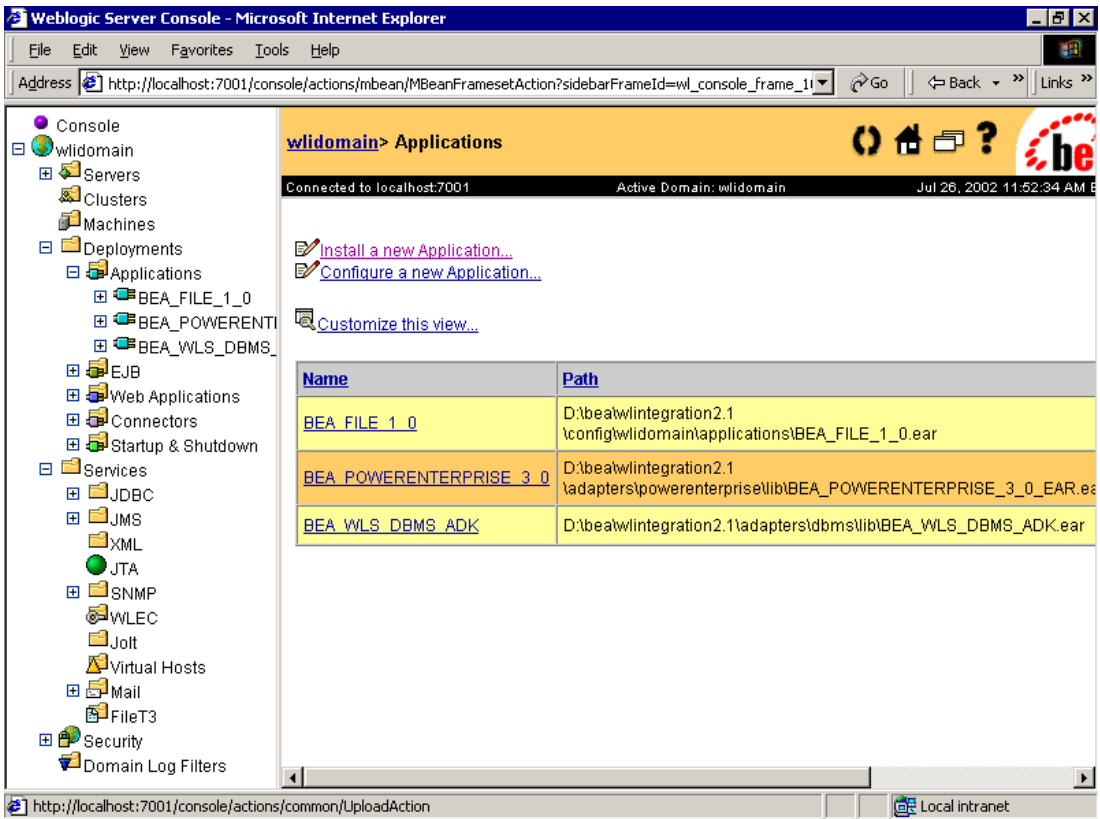 Weblogic Server Console - Microsoft Internet Explorer
File Edit View Favorites Tools Help
Address http://localhost:7001/console/actions/mbean/MBeanFramesetAction?sidebarFrameId=wl_console_frame_1 Go Back » Links »
Console
wlidomain
Servers
Clusters
Machines
Deployments
Applications
BEA_FILE_1_0
BEA_POWERENT
BEA_WLS_DBMS_
EJB
Web Applications
Connectors
Startup & Shutdown
Services
JDBC
JMS
XML
JTA
SNMP
WLEC
Jolt
Virtual Hosts
Mail
FileT3
Security
Domain Log Filters
wlidomain> Applications
? be
Connected to localhost:7001 Active Domain: wlidomain Jul 26, 2002 11:52:34 AM E
Install a new Application...
Configure a new Application...
Customize this view...
Name Path
BEA_FILE_1_0 D:\bea\wlintegration2.1
\config\wlidomain\applications\BEA_FILE_1_0.ear
BEA_POWERENTERPRISE_3_0 D:\bea\wlintegration2.1
\adapters\powerenterprise\lib\BEA_POWERENTERPRISE_3_0_EAR.ea
BEA_WLS_DBMS_ADK D:\bea\wlintegration2.1\adapters\dbms\lib\BEA_WLS_DBMS_ADK.ear
http://localhost:7001/console/actions/common/UploadAction Local intranet